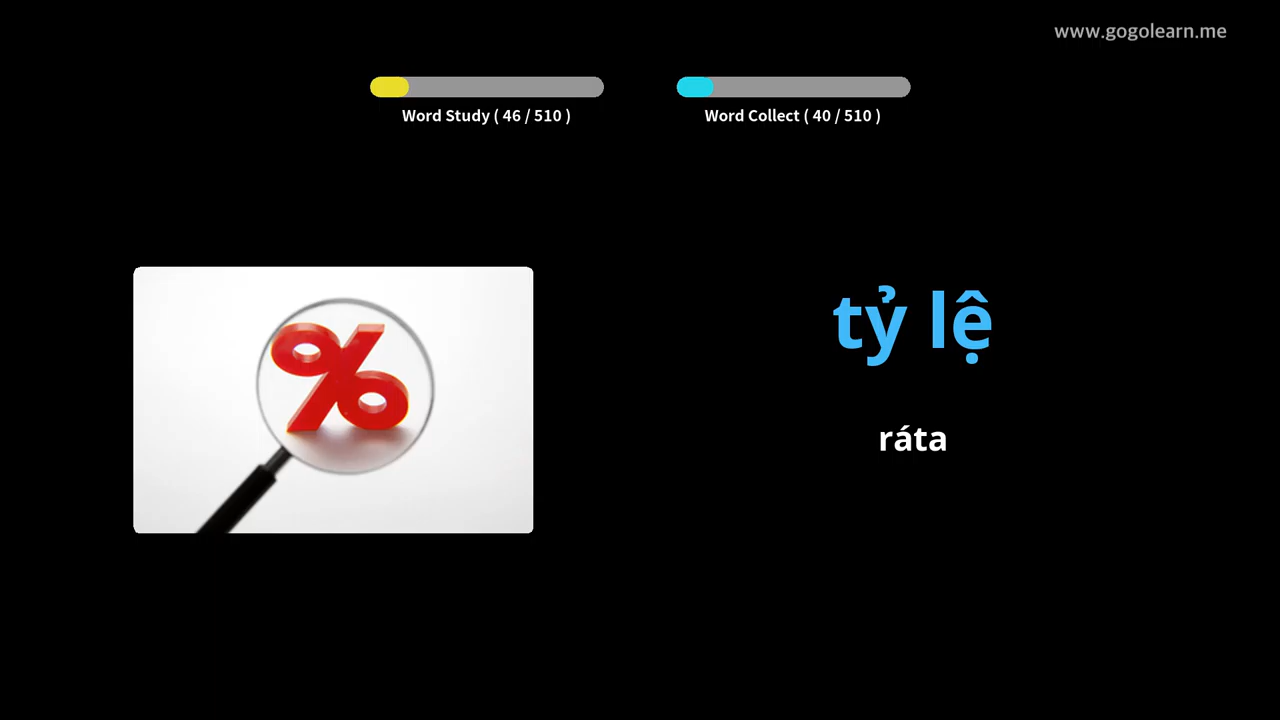 www.gogolearn.me
Word Study ( 46 / 510 )
Word Collect ( 40 / 510 )
%
tỷ lệ
ráta